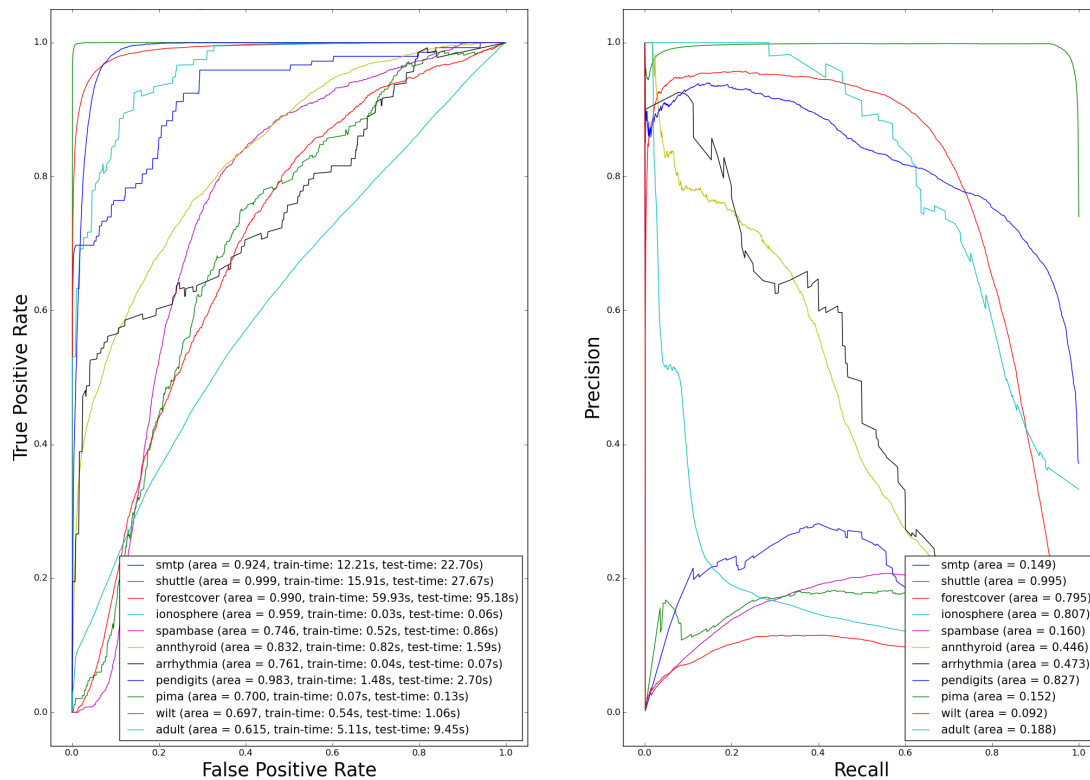 1.0
0.8
0.6
0.4
0.2
0.0
True Positive Rate
0.0
0.2
0.4
0.6
0.8
1.0
False Positive Rate
smtp (area = 0.924, train-time: 12.21s, test-time: 22.70s)
shuttle (area = 0.999, train-time: 15.91s, test-time: 27.67s)
forestcover (area = 0.990, train-time: 59.93s, test-time: 95.18s)
ionosphere (area = 0.959, train-time: 0.03s, test-time: 0.06s)
spambase (area = 0.746, train-time: 0.52s, test-time: 0.86s)
annthyroid (area = 0.832, train-time: 0.82s, test-time: 1.59s)
arrhythmia (area = 0.761, train-time: 0.04s, test-time: 0.07s)
pendigits (area = 0.983, train-time: 1.48s, test-time: 2.70s)
pima (area = 0.700, train-time: 0.07s, test-time: 0.13s)
wilt (area = 0.697, train-time: 0.54s, test-time: 1.06s)
adult (area = 0.615, train-time: 5.11s, test-time: 9.45s)
1.0
0.8
0.6
0.4
0.2
0.0
Precision
0.0
0.2
0.4
0.6
0.8
1.0
Recall
smtp (area = 0.149)
shuttle (area = 0.995)
forestcover (area = 0.795)
ionosphere (area = 0.807)
spambase (area = 0.160)
annthyroid (area = 0.446)
arrhythmia (area = 0.473)
pendigits (area = 0.827)
pima (area = 0.152)
wilt (area = 0.092)
adult (area = 0.188)